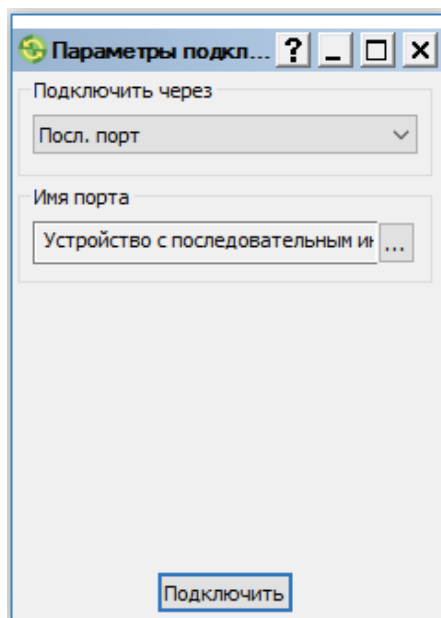 Параметры подкл...
Подключить через
Посл. порт
Имя порта
Устройство с последовательным ин
...
Подключить